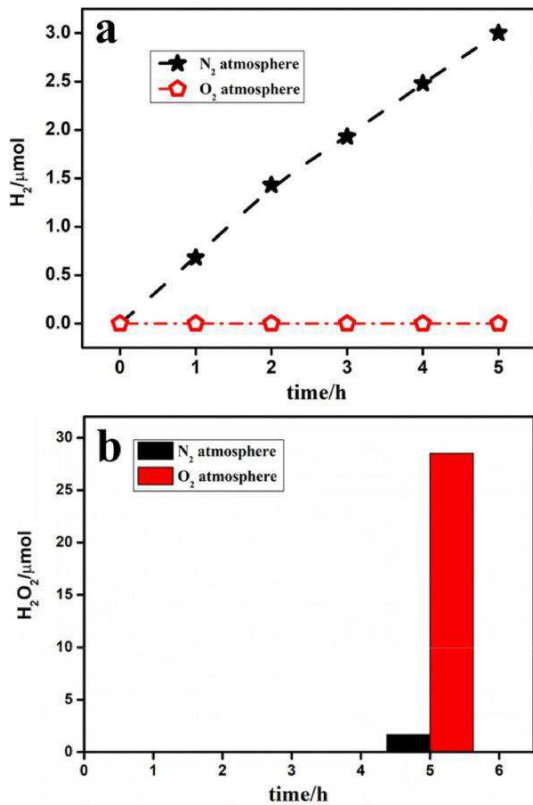 a
N₂ atmosphere
O₂ atmosphere
H₂/μmol
3.0
2.5
2.0
1.5
1.0
0.5
0.0
0 1 2 3 4 5
time/h
b
N₂ atmosphere
O₂ atmosphere
H₂O₂/μmol
30
25
20
15
10
5
0
0 1 2 3 4 5 6
time/h